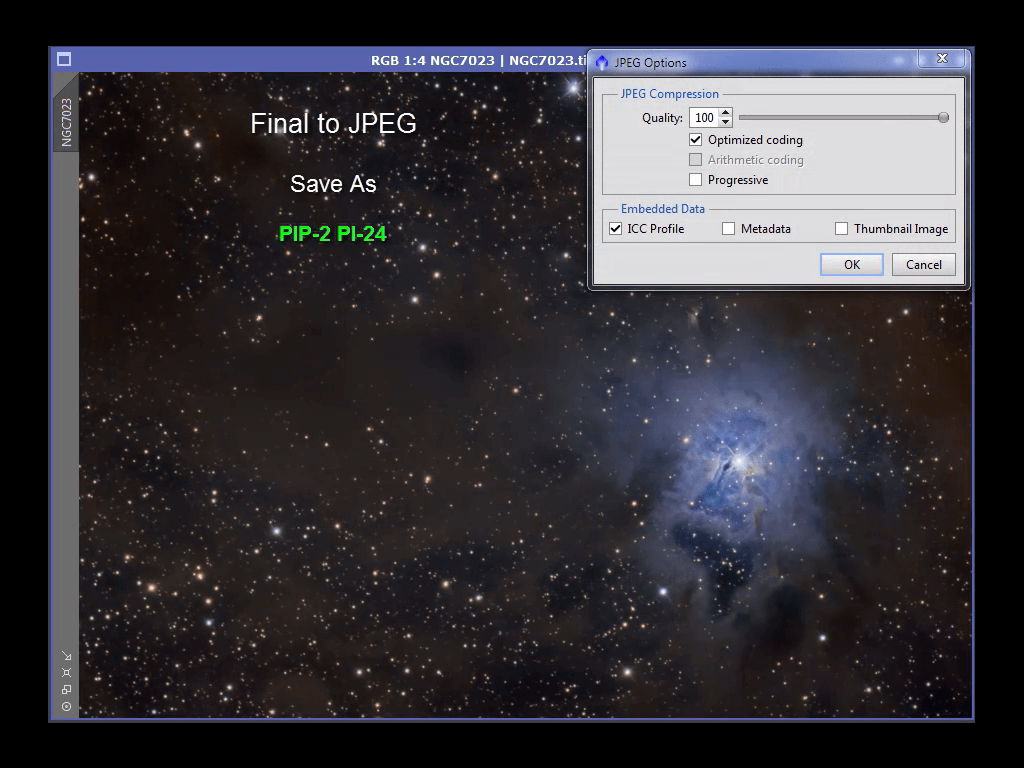 RGB 1:4 NGC7023 | NGC7023.ti
JPEG Options
NGC7023
Final to JPEG
Save As
PIP-2 PI-24
JPEG Compression
Quality: 100
Optimized coding
Arithmetic coding
Progressive
Embedded Data
ICC Profile Metadata Thumbnail Image
OK Cancel